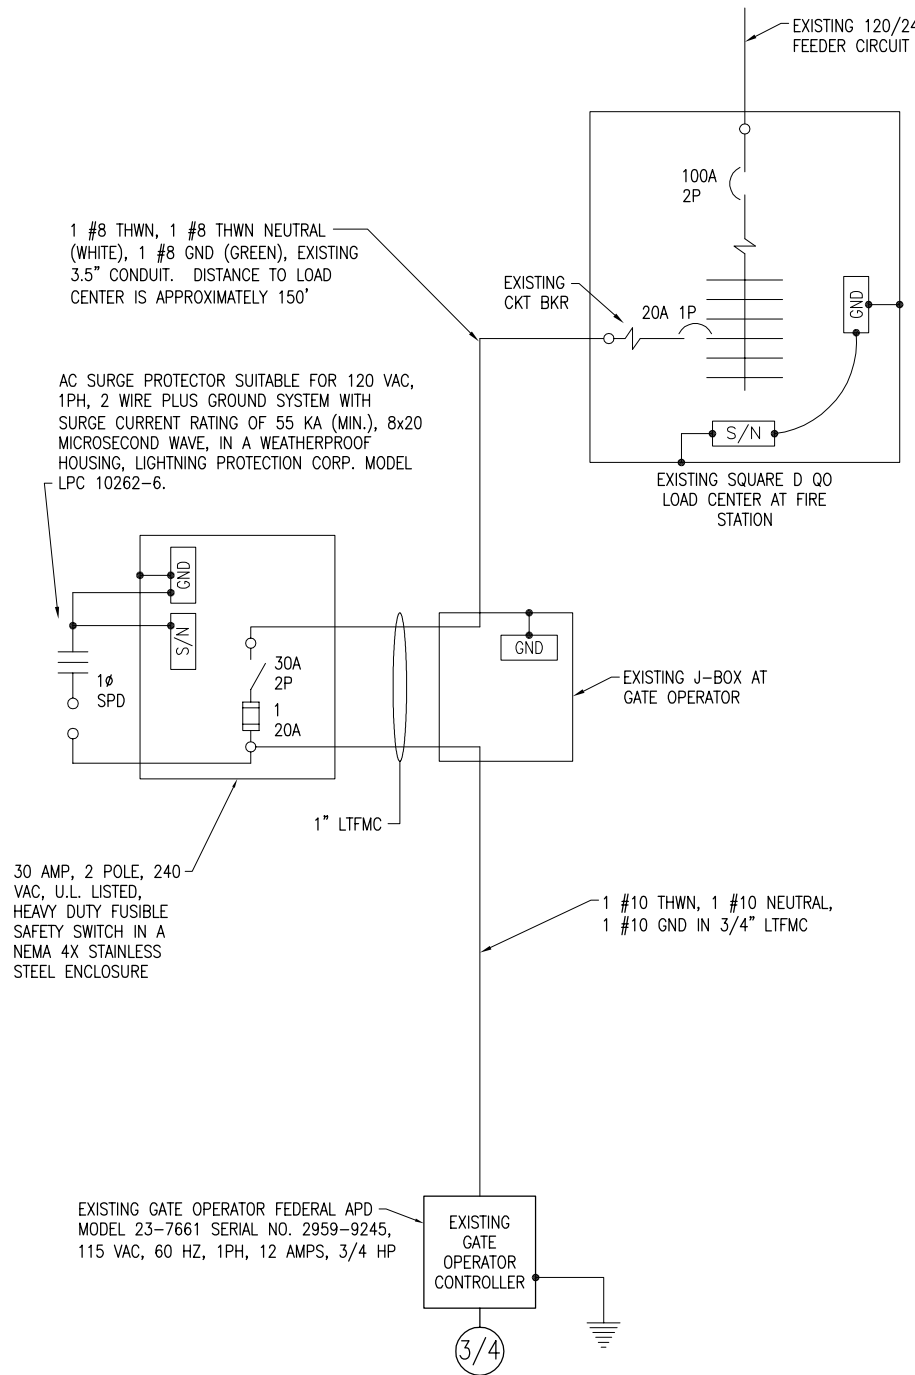 EXISTING 120/24
FEEDER CIRCUIT
100A
2P
1 #8 THWN, 1 #8 THWN NEUTRAL
(WHITE), 1 #8 GND (GREEN), EXISTING
3.5" CONDUIT. DISTANCE TO LOAD
CENTER IS APPROXIMATELY 150'
EXISTING
CKT BKR
20A 1P
GND
S/N
EXISTING SQUARE D QO
LOAD CENTER AT FIRE
STATION
AC SURGE PROTECTOR SUITABLE FOR 120 VAC,
1PH, 2 WIRE PLUS GROUND SYSTEM WITH
SURGE CURRENT RATING OF 55 KA (MIN.), 8x20
MICROSECOND WAVE, IN A WEATHERPROOF
HOUSING, LIGHTNING PROTECTION CORP. MODEL
LPC 10262-6.
GND
S/N
1ø
SPD
30A
2P
1
20A
GND
EXISTING J-BOX AT
GATE OPERATOR
1" LTFMC
30 AMP, 2 POLE, 240
VAC, U.L. LISTED,
HEAVY DUTY FUSIBLE
SAFETY SWITCH IN A
NEMA 4X STAINLESS
STEEL ENCLOSURE
1 #10 THWN, 1 #10 NEUTRAL,
1 #10 GND IN 3/4" LTFMC
EXISTING GATE OPERATOR FEDERAL APD
MODEL 23-7661 SERIAL NO. 2959-9245,
115 VAC, 60 HZ, 1PH, 12 AMPS, 3/4 HP
EXISTING
GATE
OPERATOR
CONTROLLER
3/4